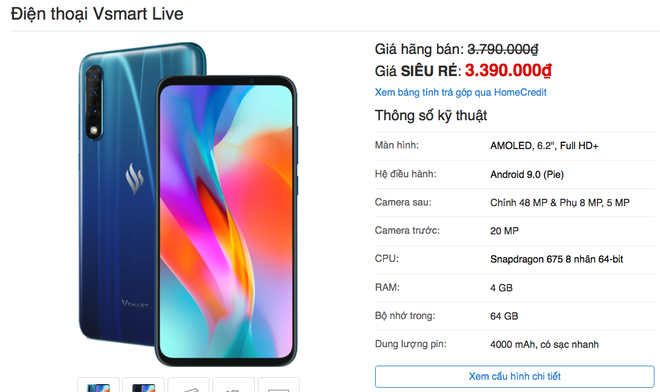 Điện thoại Vsmart Live
Giá hãng bán: 3.790.000₫
Giá SIÊU RẺ: 3.390.000₫
Xem bảng tính trả góp qua HomeCredit
Thông số kỹ thuật
Màn hình: AMOLED, 6.2", Full HD+
Hệ điều hành: Android 9.0 (Pie)
Camera sau: Chính 48 MP & Phụ 8 MP, 5 MP
Camera trước: 20 MP
CPU: Snapdragon 675 8 nhân 64-bit
RAM: 4 GB
Bộ nhớ trong: 64 GB
Dung lượng pin: 4000 mAh, có sạc nhanh
Xem cấu hình chi tiết
VSMART